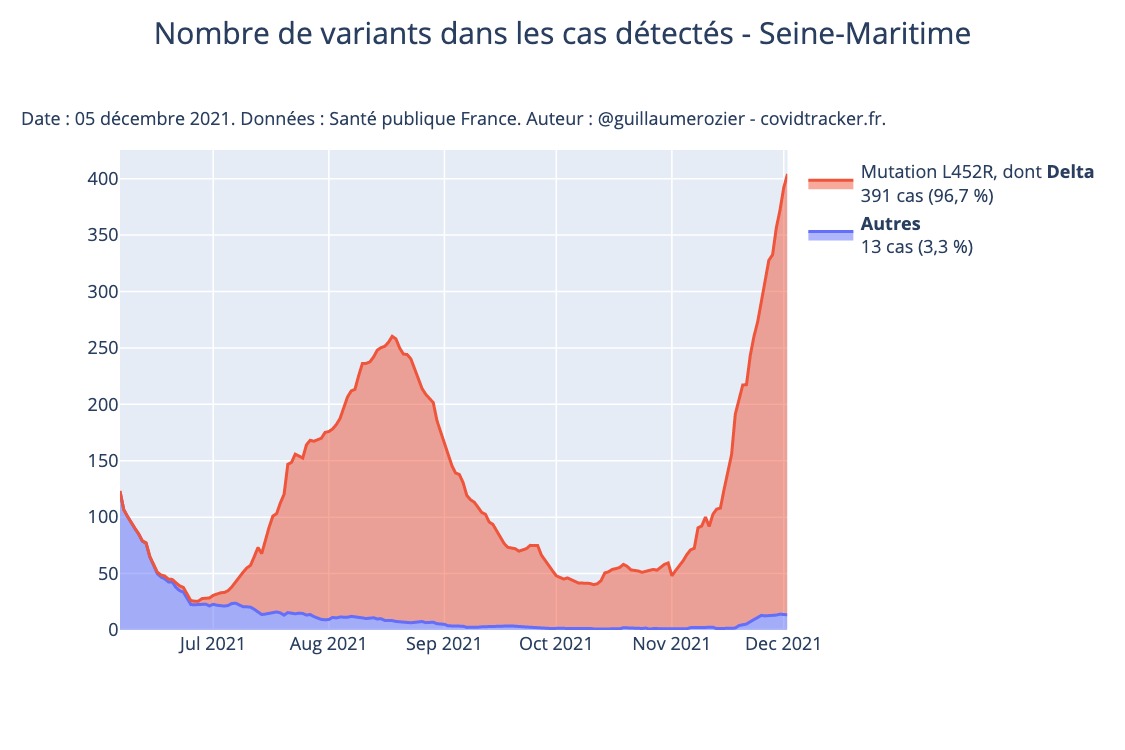 Nombre de variants dans les cas détectés - Seine-Maritime
Date : 05 décembre 2021. Données : Santé publique France. Auteur : @guillaumerozier - covidtracker.fr.
Mutation L452R, dont Delta
391 cas (96,7 %)
Autres
13 cas (3,3 %)
400
350
300
250
200
150
100
50
0
Jul 2021 Aug 2021 Sep 2021 Oct 2021 Nov 2021 Dec 2021